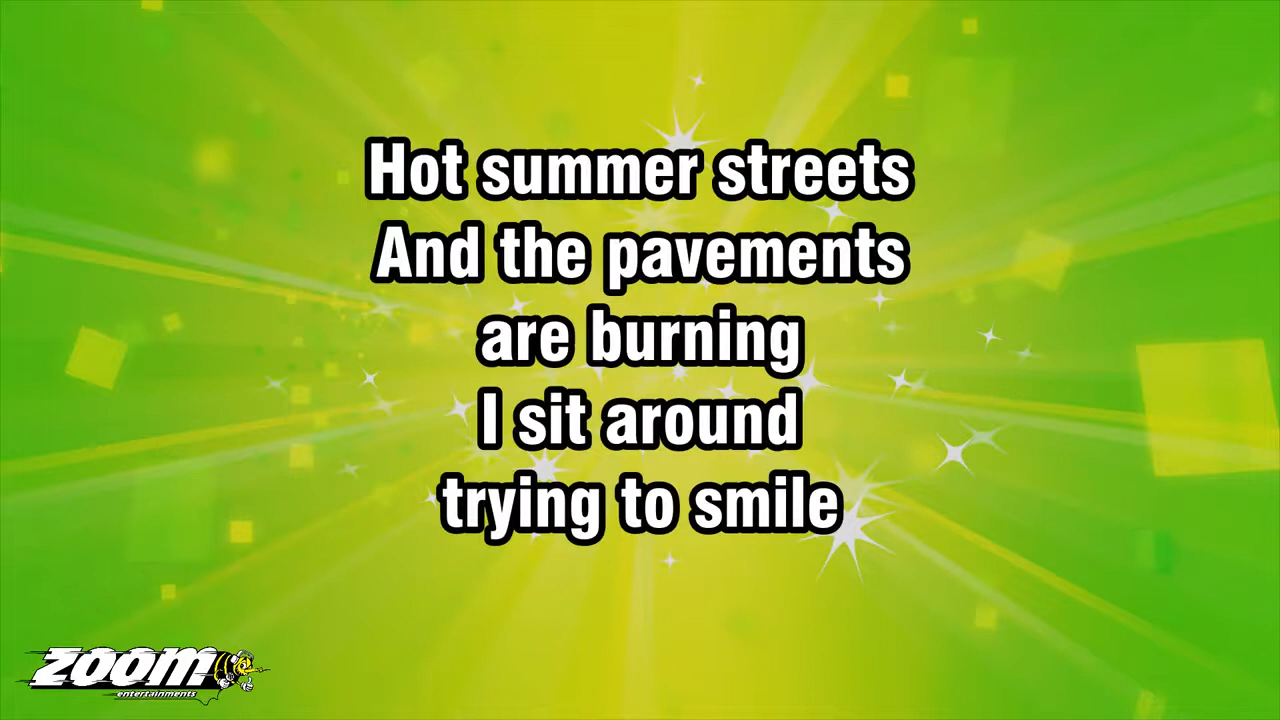 Hot summer streets
And the pavements
are burning
I sit around
trying to smile
ZOOM
entertainments